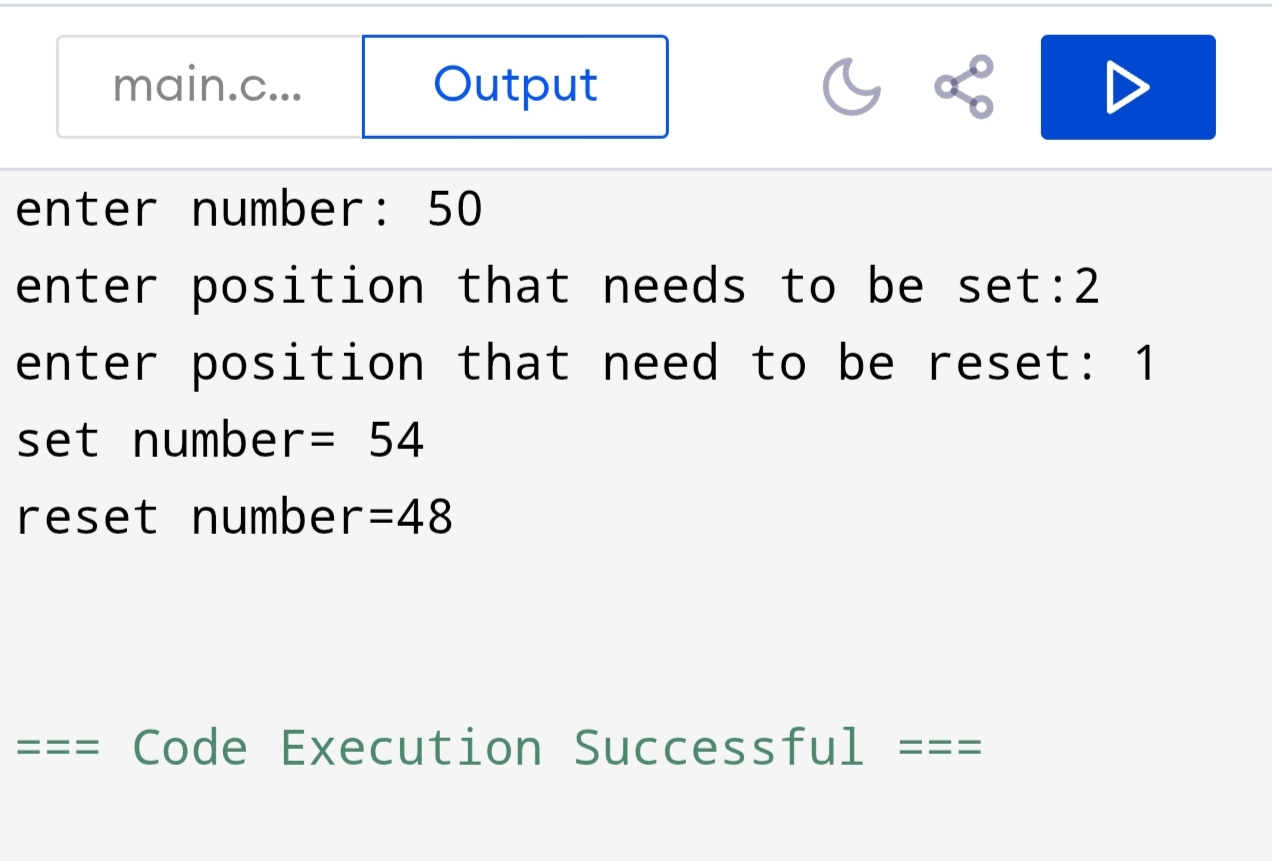 main.c...
Output
enter number: 50
enter position that needs to be set:2
enter position that need to be reset: 1
set number= 54
reset number=48
=== Code Execution Successful ===